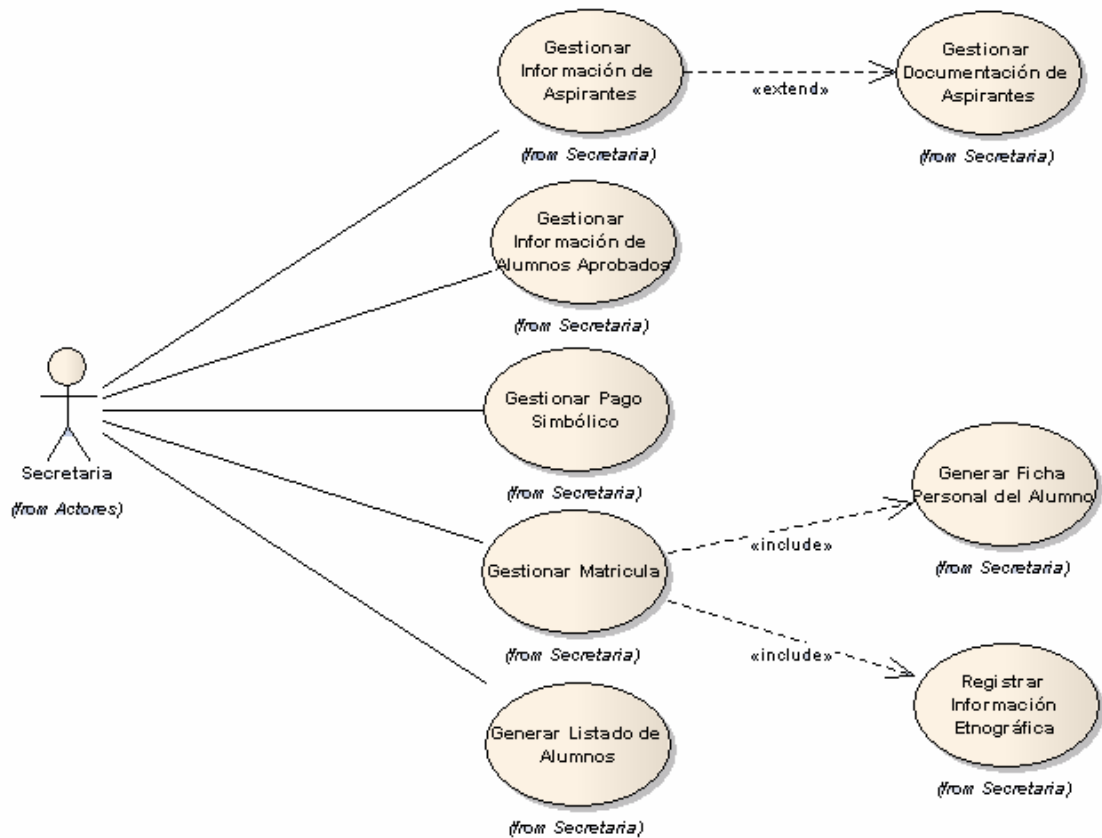 Gestionar
Información de
Aspirantes
(from Secretaria)
«extend»
Gestionar
Documentación de
Aspirantes
(from Secretaria)
Gestionar
Información de
Alumnos Aprobados
(from Secretaria)
Secretaria
(from Actores)
Gestionar Pago
Simbólico
(from Secretaria)
Gestionar Matricula
(from Secretaria)
«include»
Generar Ficha
Personal del Alumno
(from Secretaria)
«include»
Registrar
Información
Etnográfica
(from Secretaria)
Generar Listado de
Alumnos
(from Secretaria)